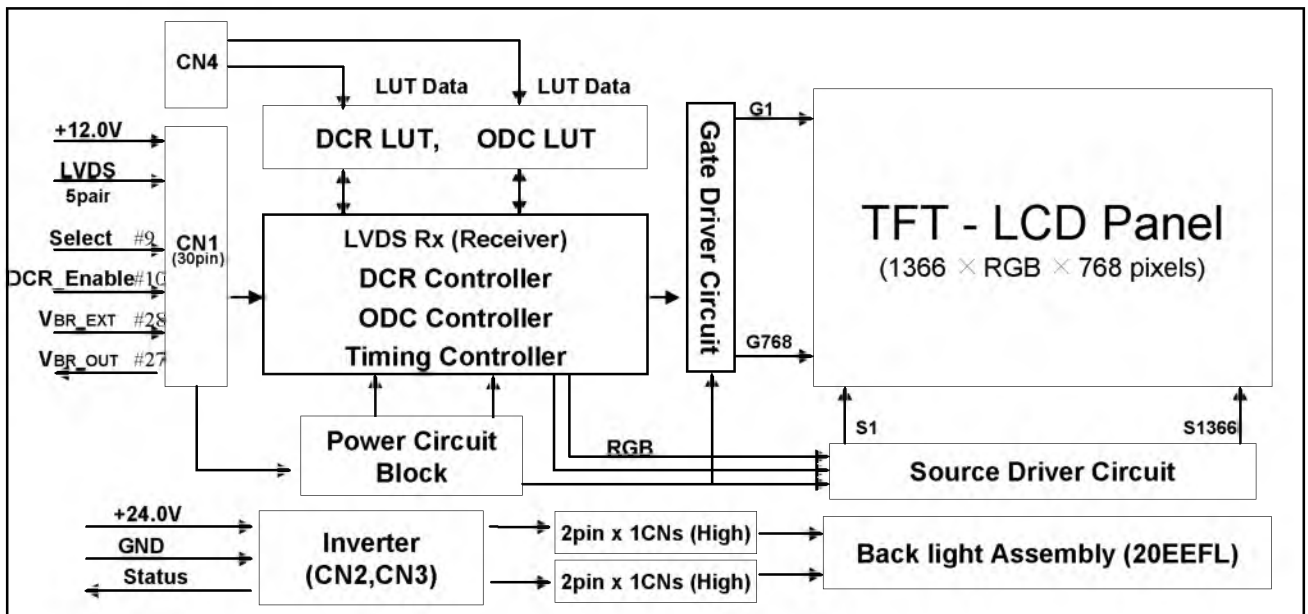 CN4
LUT Data
LUT Data
DCR LUT, ODC LUT
+12.0V
LVDS
5pair
Select #9
DCR_Enable#10
VBR_EXT #28
VBR_OUT #27
CN1
(30pin)
LVDS Rx (Receiver)
DCR Controller
ODC Controller
Timing Controller
Gate Driver Circuit
G1
G768
TFT - LCD Panel
(1366 × RGB × 768 pixels)
S1
S1366
Power Circuit
Block
RGB
Source Driver Circuit
+24.0V
GND
Status
Inverter
(CN2,CN3)
2pin x 1CNs (High)
2pin x 1CNs (High)
Back light Assembly (20EEFL)